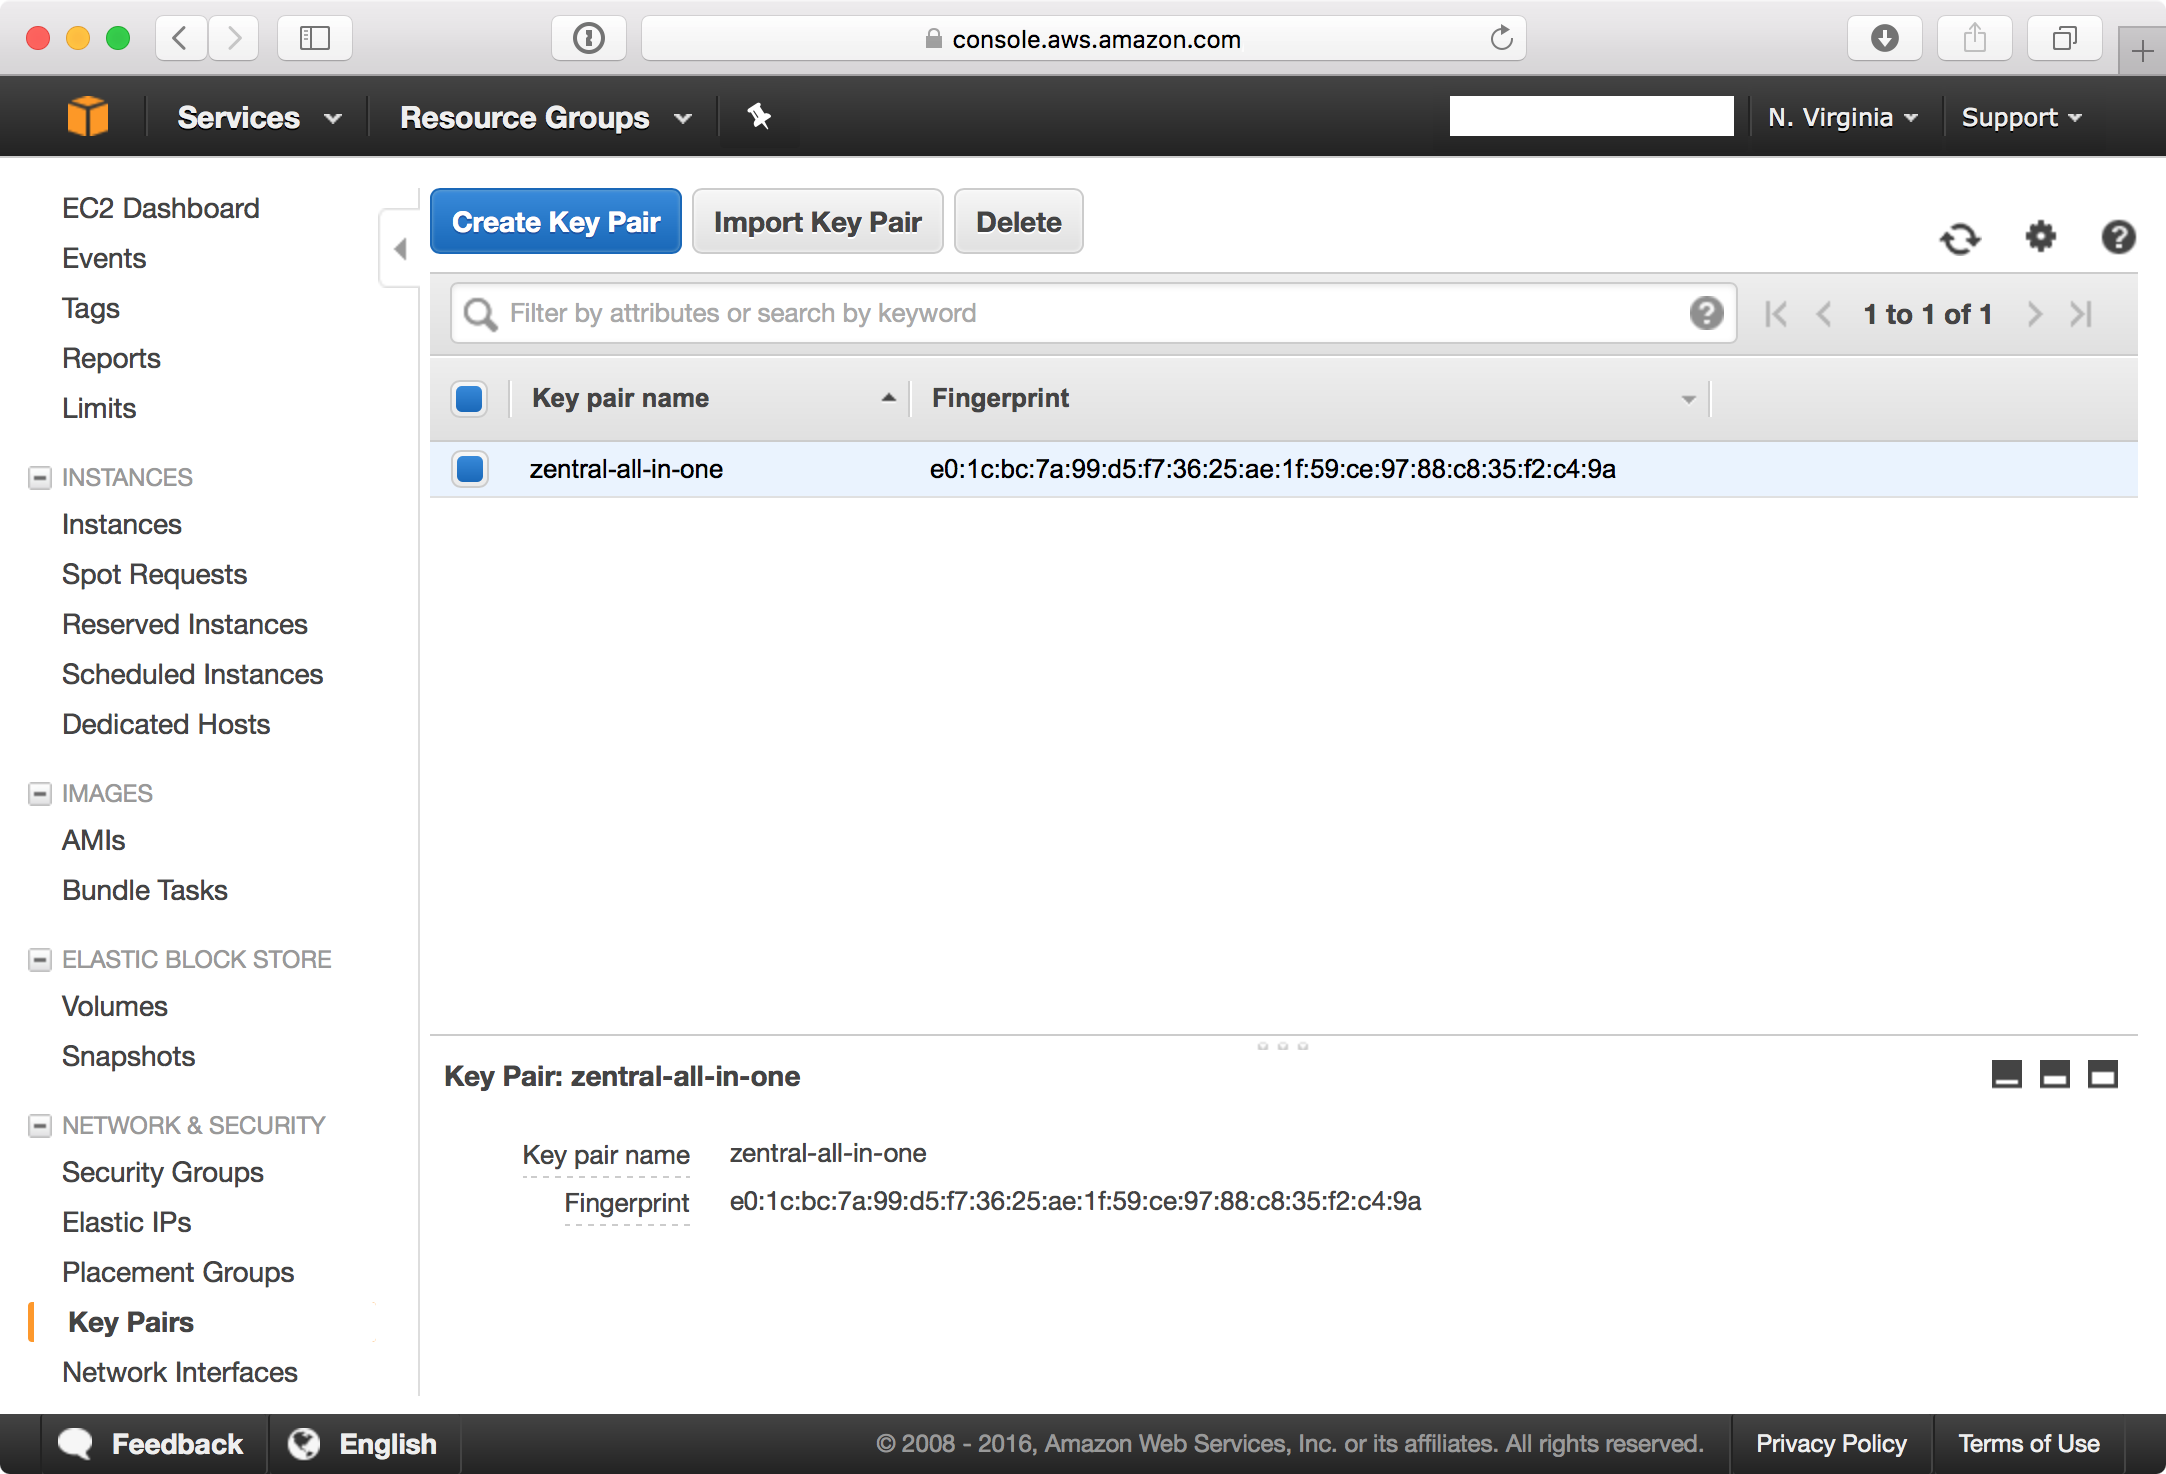 console.aws.amazon.com
Services
Resource Groups
N. Virginia
Support
EC2 Dashboard
Events
Tags
Reports
Limits
INSTANCES
Instances
Spot Requests
Reserved Instances
Scheduled Instances
Dedicated Hosts
IMAGES
AMIs
Bundle Tasks
ELASTIC BLOCK STORE
Volumes
Snapshots
NETWORK & SECURITY
Security Groups
Elastic IPs
Placement Groups
Key Pairs
Network Interfaces
Create Key Pair
Import Key Pair
Delete
Filter by attributes or search by keyword
1 to 1 of 1
Key pair name
Fingerprint
zentral-all-in-one
e0:1c:bc:7a:99:d5:f7:36:25:ae:1f:59:ce:97:88:c8:35:f2:c4:9a
Key Pair: zentral-all-in-one
Key pair name
zentral-all-in-one
Fingerprint
e0:1c:bc:7a:99:d5:f7:36:25:ae:1f:59:ce:97:88:c8:35:f2:c4:9a
Feedback
English
© 2008 - 2016, Amazon Web Services, Inc. or its affiliates. All rights reserved.
Privacy Policy
Terms of Use